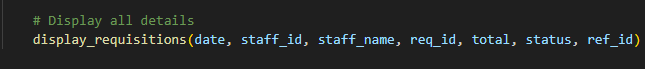 # Display all details
display_requisitions(date, staff_id, staff_name, req_id, total, status, ref_id)